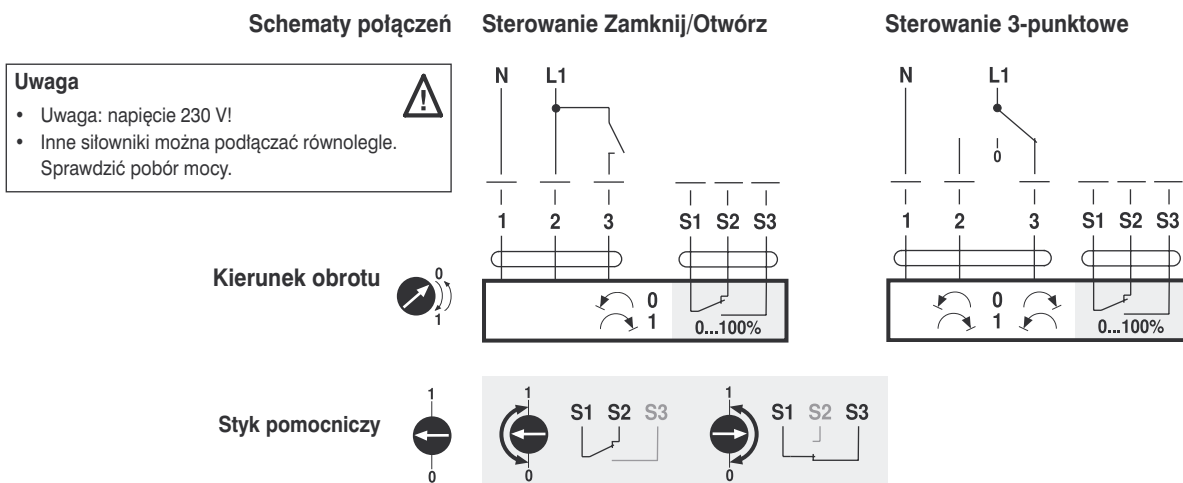 Schematy połączeń
Uwaga
• Uwaga: napięcie 230 V!
• Inne siłowniki można podłączać równolegle.
Sprawdzić pobór mocy.
Sterowanie Zamknij/Otwórz
N L1
1 2 3 S1 S2 S3
0
1
0...100%
Sterowanie 3-punktowe
N L1
0
1 2 3 S1 S2 S3
0
1
0...100%
Kierunek obrotu
0
1
Styk pomocniczy
1
0
1
0
S1 S2 S3
1
0
S1 S2 S3